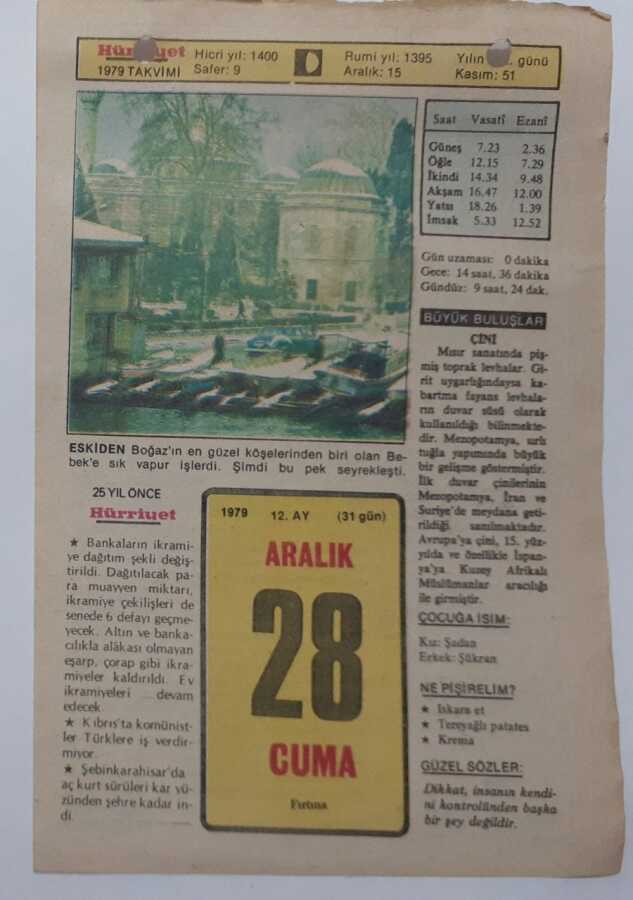 Hürriyet
1979 TAKVİMİ
Hicri yıl: 1400
Safer: 9
Rumi yıl: 1395
Aralık: 15
Yılın günü
Kasım: 51
Saat Vasatî Ezanî
Güneş 7.23 2.36
Öğle 12.15 7.29
İkindi 14.34 9.48
Akşam 16.47 12.00
Yatsı 18.26 1.39
İmsak 5.33 12.52
Gün uzaması: 0 dakika
Gece: 14 saat, 36 dakika
Gündüz: 9 saat, 24 dak.
ESKİDEN Boğaz'ın en güzel köşelerinden biri olan Be-
bek'e sık vapur işlerdi. Şimdi bu pek seyrekleşti.
BÜYÜK BULUŞLAR
ÇİNİ
Mısır sanatında piş-
miş toprak levhalar. Gi-
rit uygarlığındaysa ka-
bartma fayans levhala-
rın duvar süsü olarak
kullanıldığı bilinmekte-
dir. Mezopotamya, sırlı
tuğla yapımında büyük
bir gelişme göstermiştir.
İlk duvar çinilerinin
Mezopotamya, İran ve
Suriye'de meydana geti-
rildiği sanılmaktadır.
Avrupa'ya çini, 15. yüz-
yılda ve özellikle İspan-
ya'ya Kuzey Afrikalı
Müslümanlar aracılığı
ile girmiştir.
25 YIL ÖNCE
Hürriyet
★ Bankaların ikrami-
ye dağıtım şekli değiş-
tirildi. Dağıtılacak pa-
ra muayyen miktarı,
ikramiye çekilişleri de
senede 6 defayı geçme-
yecek. Altın ve banka-
cılıkla alâkası olmayan
eşarp, çorap gibi ikra-
miyeler kaldırıldı. Ev
ikramiyeleri devam
edecek.
★ Kıbrıs'ta komünist-
ler Türklere iş verdir-
miyor.
★ Şebinkarahisar'da
aç kurt sürüleri kar yü-
zünden şehre kadar in-
di.
1979 12. AY (31 gün)
ARALIK
28
CUMA
Fırtına
ÇOCUĞA İSİM:
Kız: Şadan
Erkek: Şükran
NE PİŞİRELİM?
★ Iskara et
★ Tereyağlı patates
★ Krema
GÜZEL SÖZLER:
Dikkat, insanın kendi-
ni kontrolünden başka
bir şey değildir.